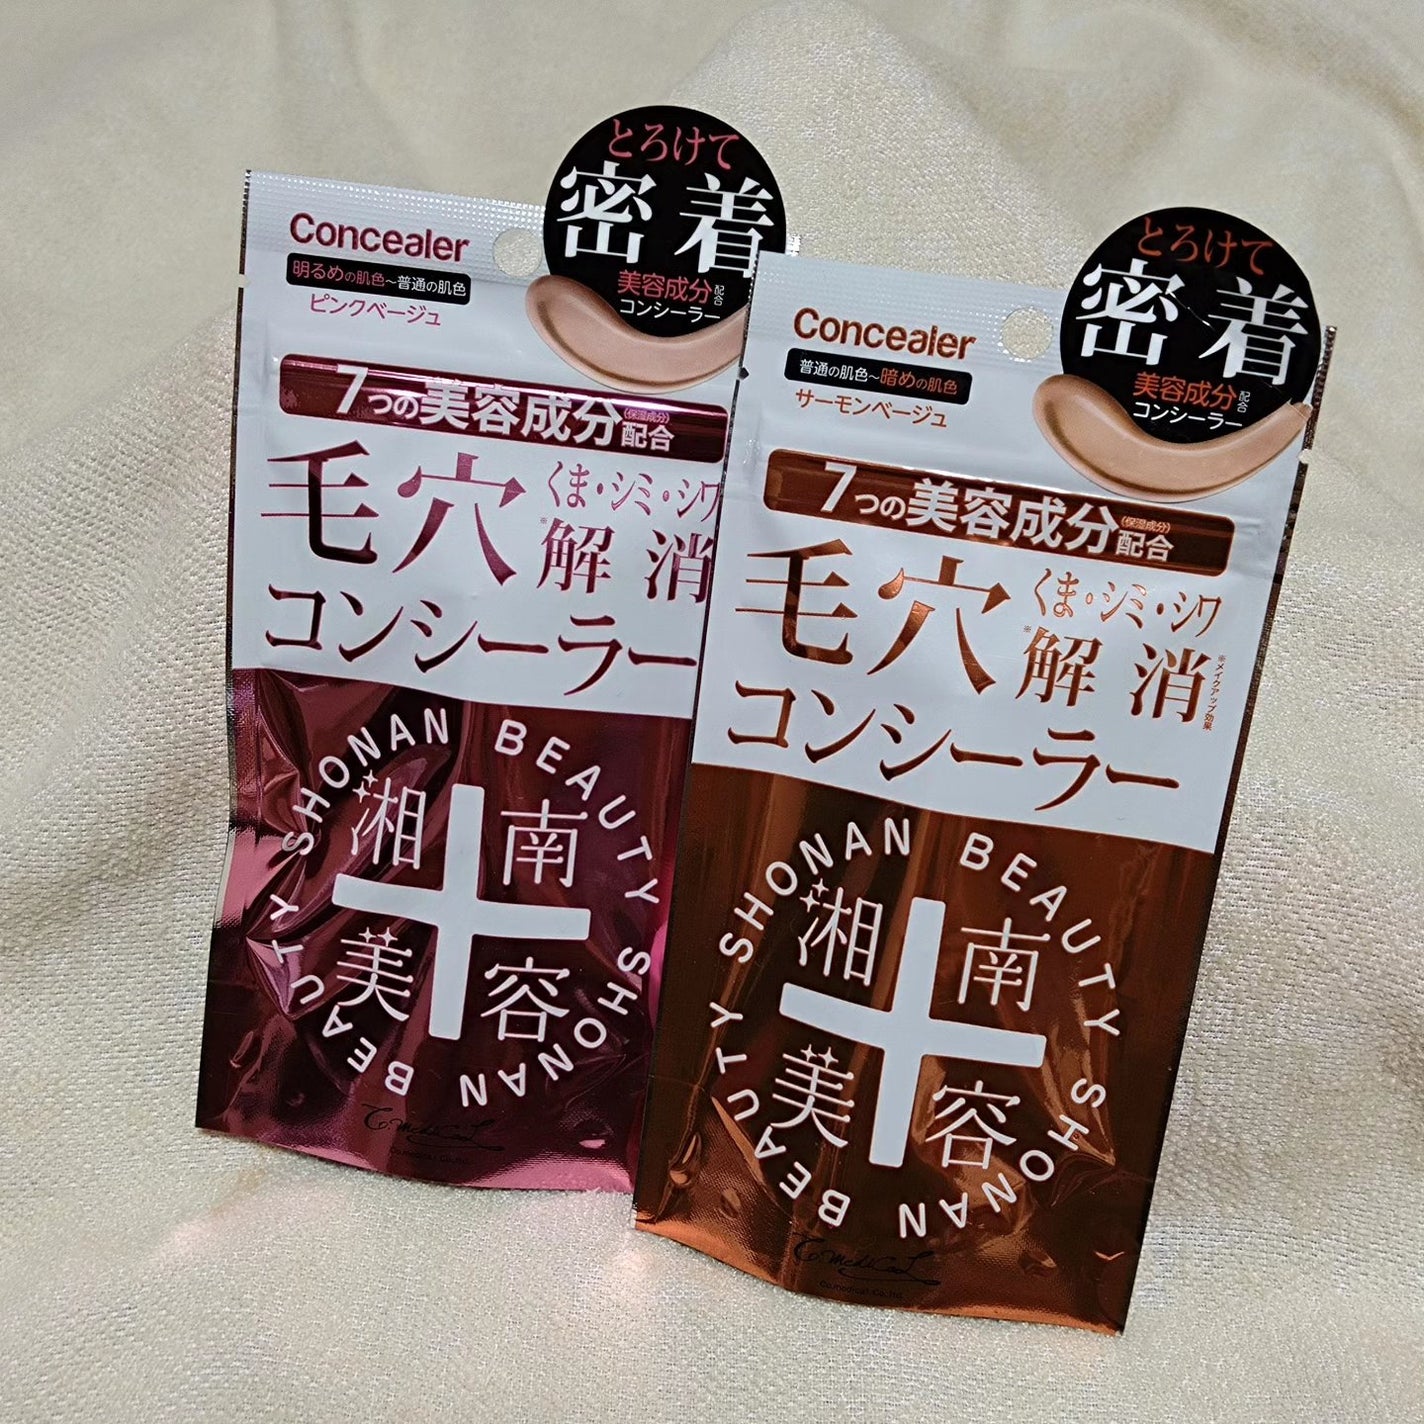 とろけて
密着
美容成分配合
コンシーラー
Concealer
明るめの肌色～普通の肌色
ピンクベージュ
7つの美容成分(保湿成分)配合
毛穴
くま・シミ・シワ
※解消
コンシーラー
SHONAN BEAUTY SHONAN BEAUTY
湘南
美容
Co.medical.Co.,ltd.
とろけて
密着
美容成分配合
コンシーラー
Concealer
普通の肌色～暗めの肌色
サーモンベージュ
7つの美容成分(保湿成分)配合
毛穴
くま・シミ・シワ
※解消
※メイクアップ効果
コンシーラー
SHONAN BEAUTY SHONAN BEAUTY
湘南
美容
Co.medical.Co.,ltd.